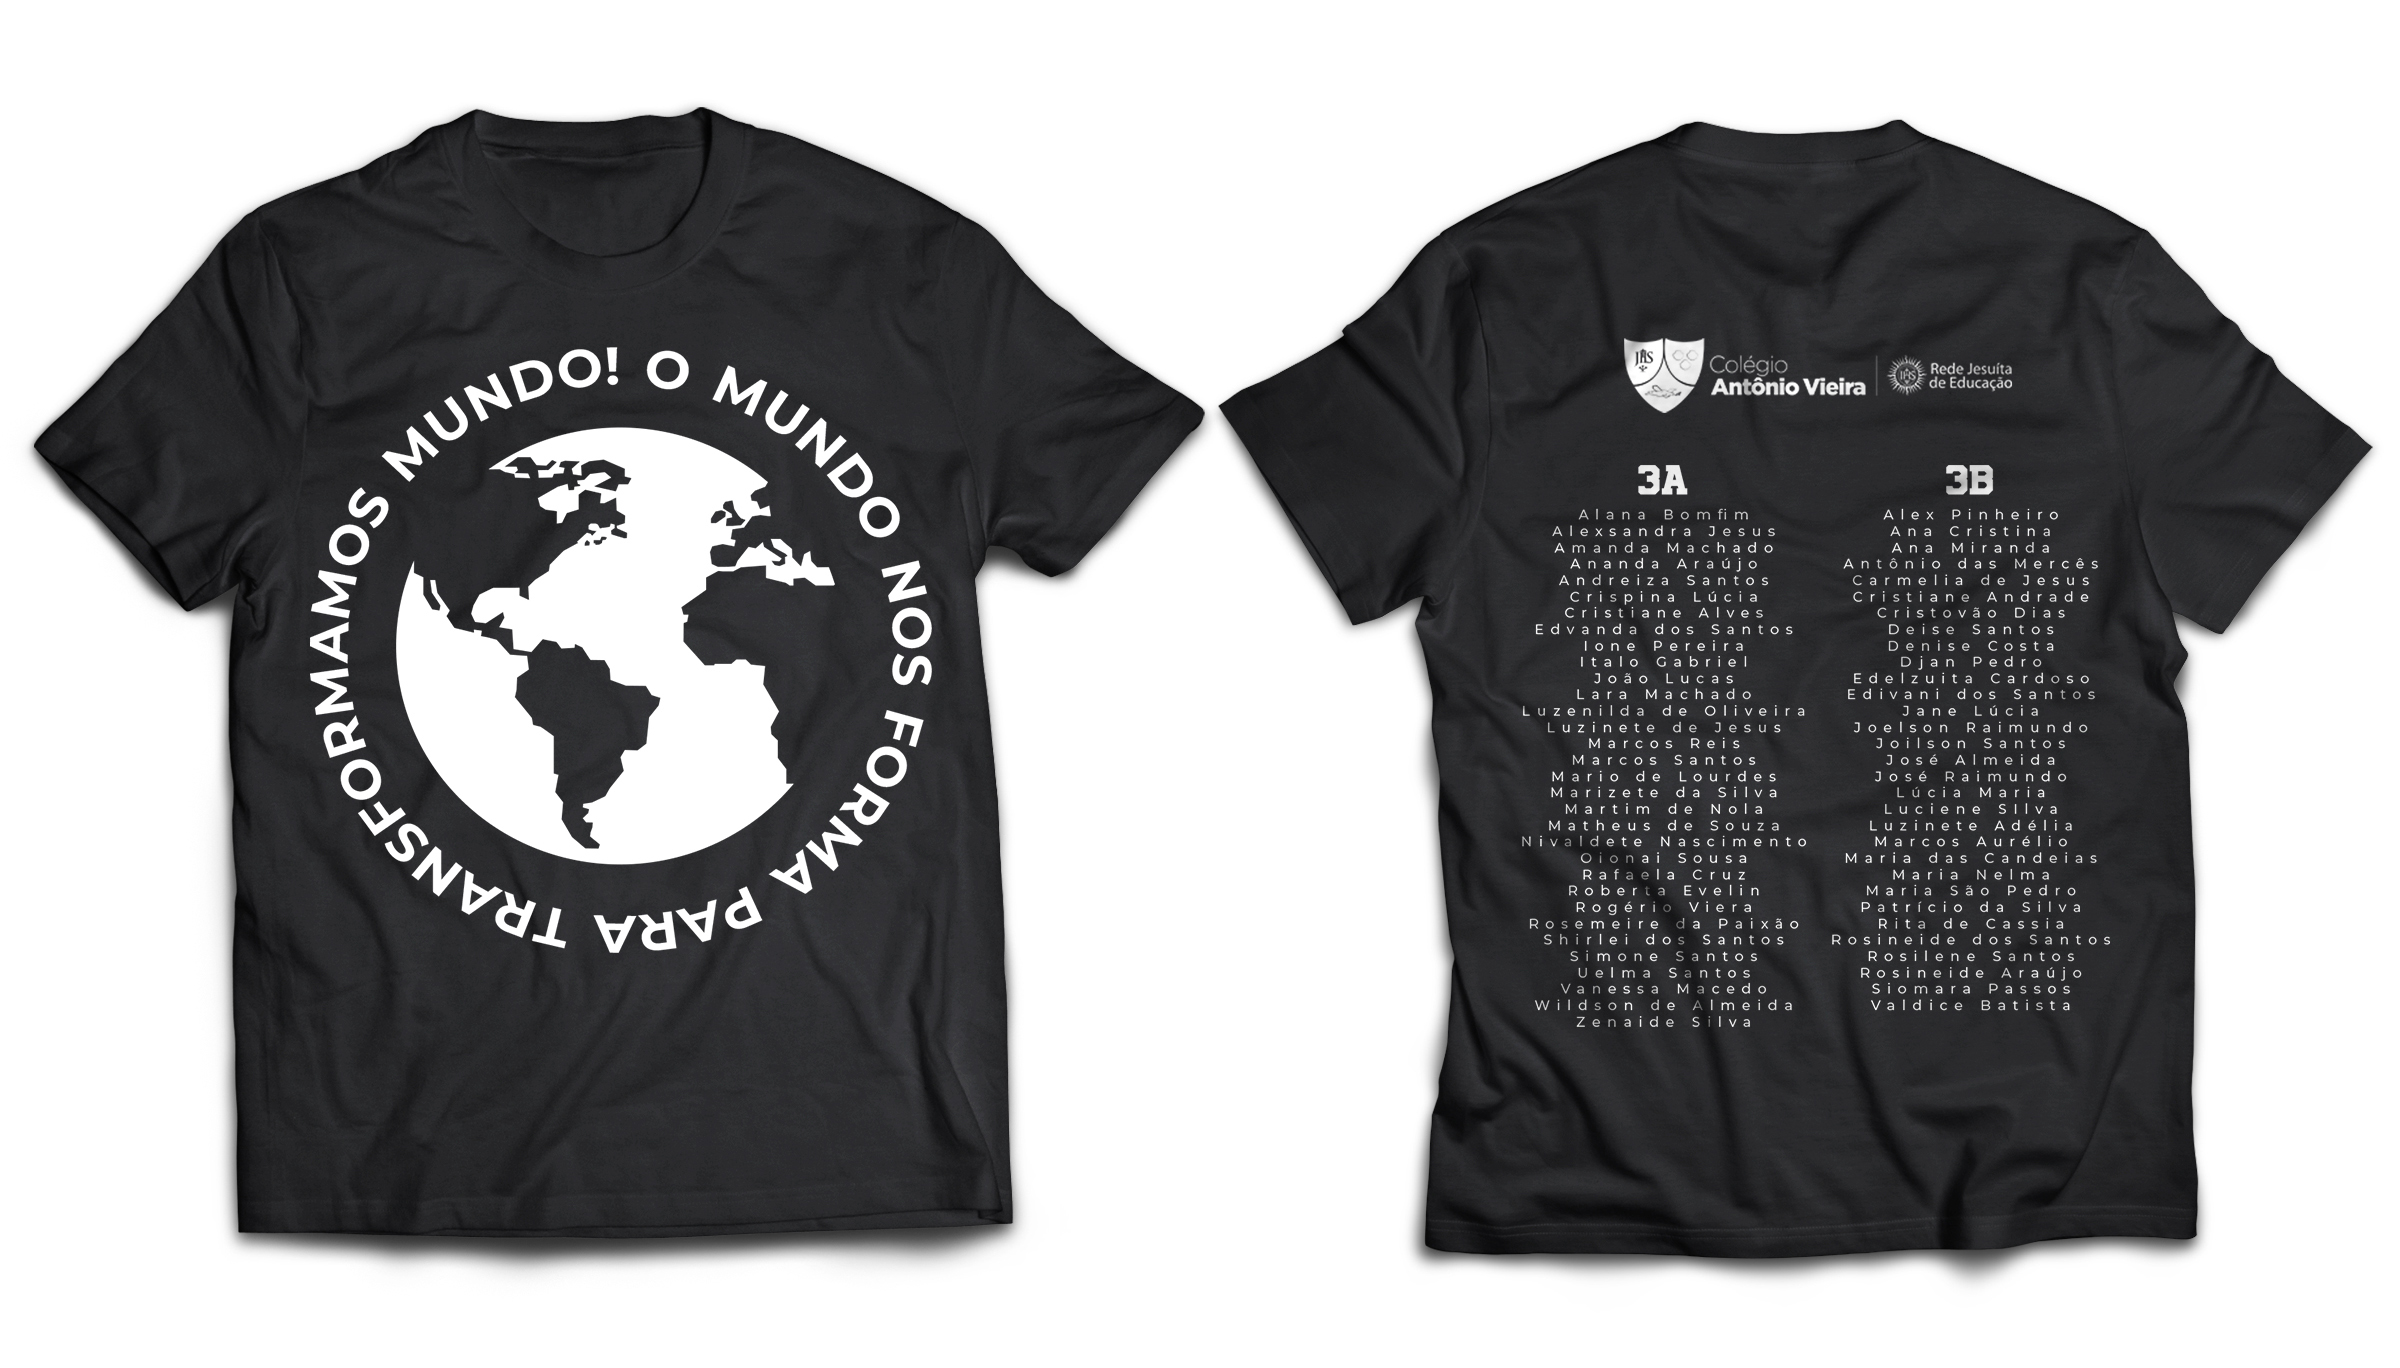 O MUNDO NOS FORMA PARA TRANSFORMAMOS MUNDO!
JHS
Colégio
Antônio Vieira
JHS
Rede Jesuíta
de Educação
3A
Alana Bomfim
Alexsandra Jesus
Amanda Machado
Ananda Araújo
Andreiza Santos
Crispina Lúcia
Cristiane Alves
Edvanda dos Santos
Ione Pereira
Italo Gabriel
João Lucas
Lara Machado
Luzenilda de Oliveira
Luzinete de Jesus
Marcos Reis
Marcos Santos
Mario de Lourdes
Marizete da Silva
Martim de Nola
Matheus de Souza
Nivaldete Nascimento
Oionai Sousa
Rafaela Cruz
Roberta Evelin
Rogério Viera
Rosemeire da Paixão
Shirlei dos Santos
Simone Santos
Uelma Santos
Vanessa Macedo
Wildson de Almeida
Zenaide Silva
3B
Alex Pinheiro
Ana Cristina
Ana Miranda
Antônio das Mercês
Carmelia de Jesus
Cristiane Andrade
Cristovão Dias
Deise Santos
Denise Costa
Djan Pedro
Edelzuita Cardoso
Edivani dos Santos
Jane Lúcia
Joelson Raimundo
Joilson Santos
José Almeida
José Raimundo
Lúcia Maria
Luciene SIlva
Luzinete Adélia
Marcos Aurélio
Maria das Candeias
Maria Nelma
Maria São Pedro
Patrício da Silva
Rita de Cassia
Rosineide dos Santos
Rosilene Santos
Rosineide Araújo
Siomara Passos
Valdice Batista